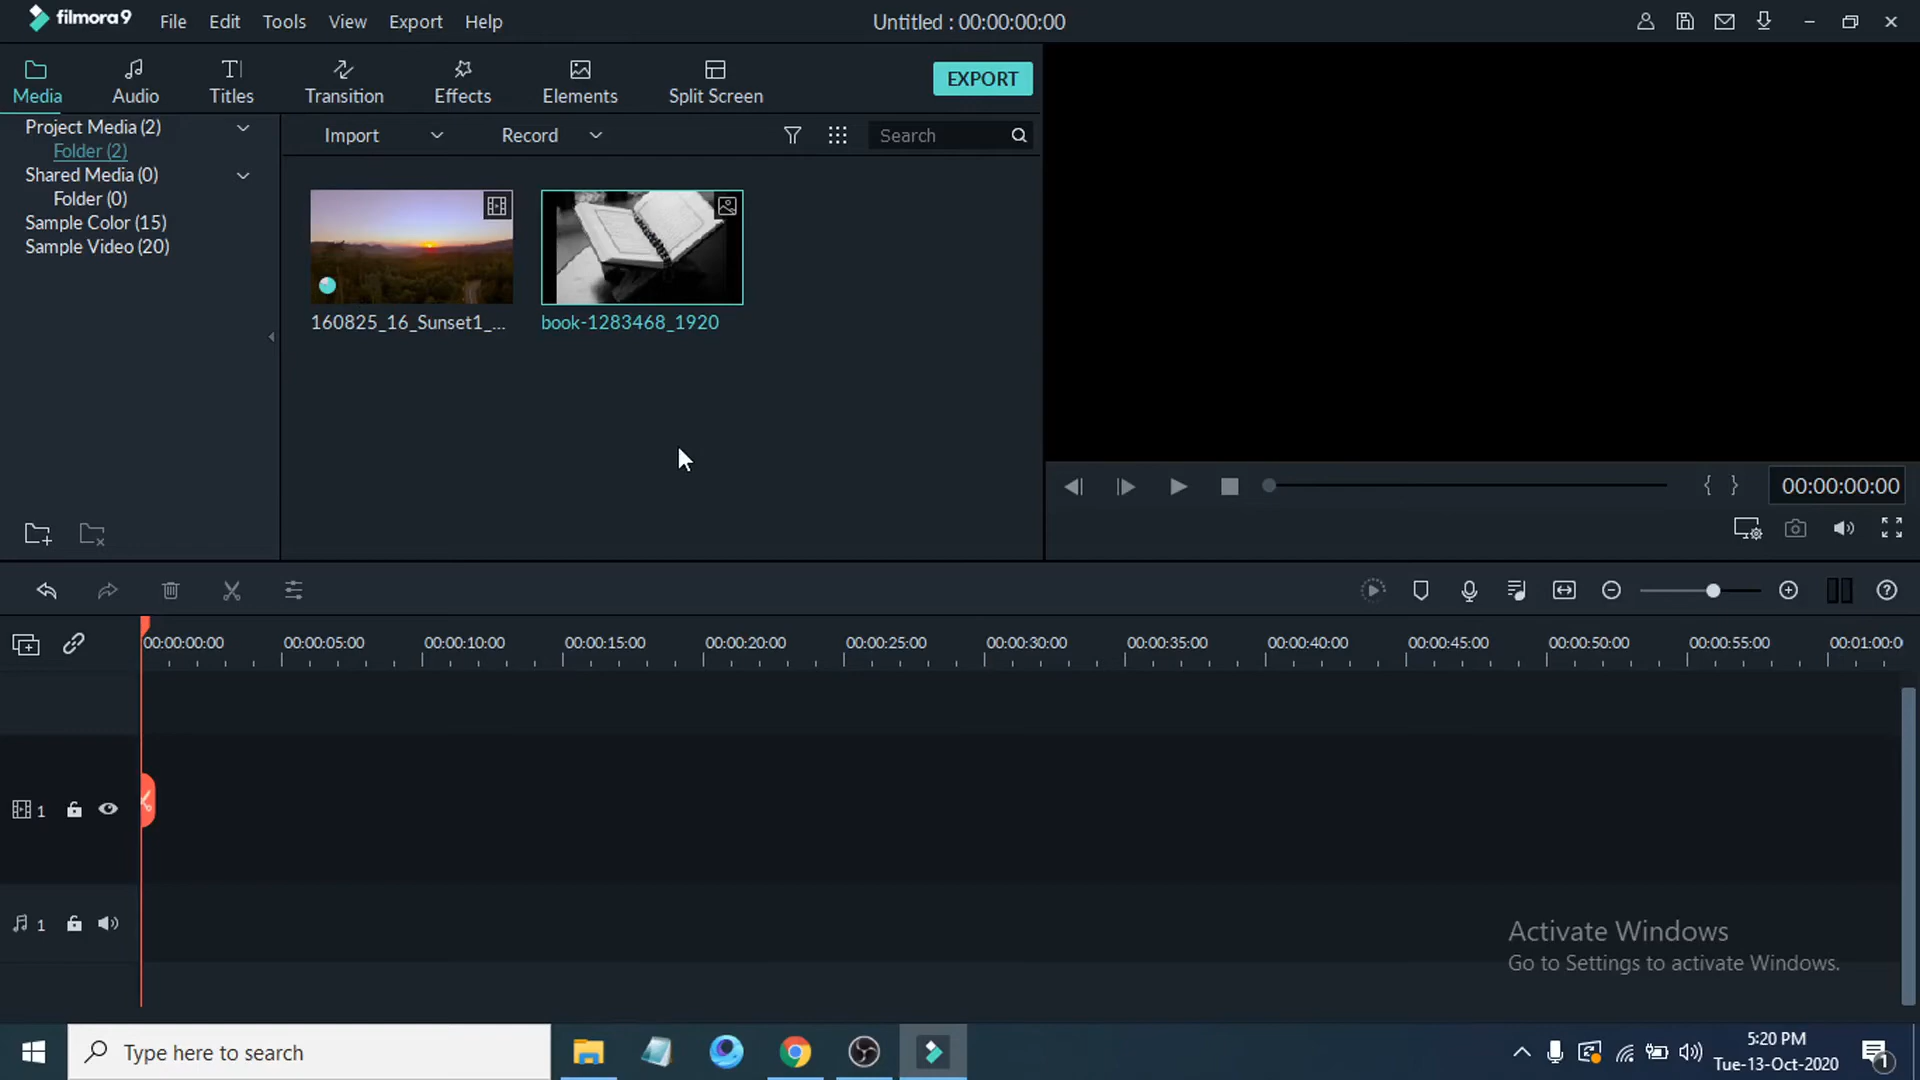 filmora9
File Edit Tools View Export Help
Untitled : 00:00:00:00
Media
Audio
Titles
Transition
Effects
Elements
Split Screen
EXPORT
Project Media (2)
Folder (2)
Shared Media (0)
Folder (0)
Sample Color (15)
Sample Video (20)
Import
Record
Search
160825_16_Sunset1_...
book-1283468_1920
00:00:00:00
00:00:00:00 00:00:05:00 00:00:10:00 00:00:15:00 00:00:20:00 00:00:25:00 00:00:30:00 00:00:35:00 00:00:40:00 00:00:45:00 00:00:50:00 00:00:55:00 00:01:00:0
1
1
Activate Windows
Go to Settings to activate Windows.
Type here to search
5:20 PM
Tue-13-Oct-2020
1